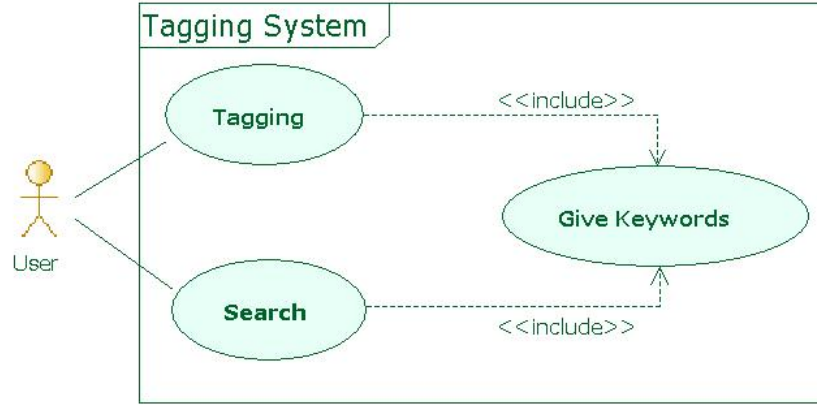 Tagging System
Tagging
<<include>>
User
Give Keywords
Search
<<include>>